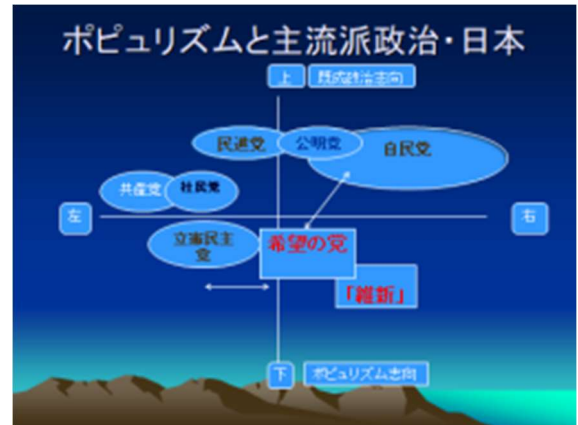 ポピュリズムと主流派政治・日本
上 既成政治志向
民進党 公明党 自民党
共産党 社民党
左 右
立憲民主
党
希望の党
「維新」
下 ポピュリズム志向